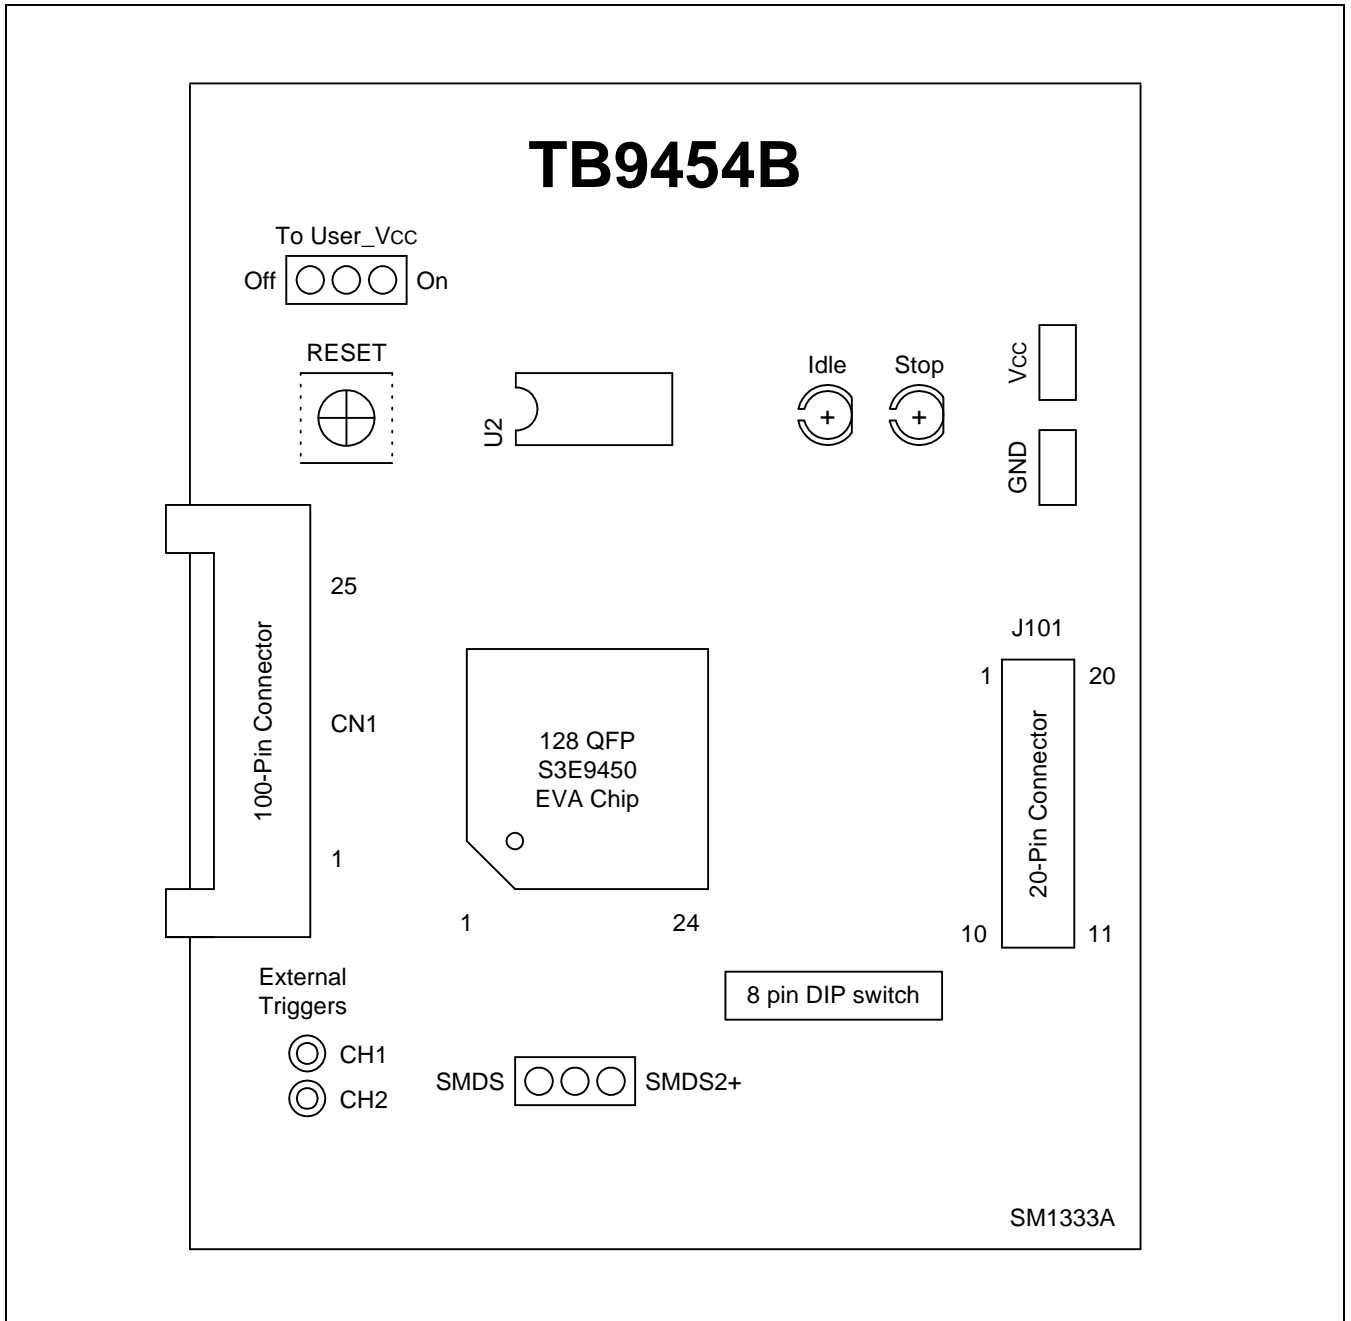 TB9454B
To User_VCC
Off
On
RESET
U2
Idle
Stop
VCC
GND
25
100-Pin Connector
CN1
1
128 QFP
S3E9450
EVA Chip
1
24
J101
1
20
20-Pin Connector
10
11
External
Triggers
CH1
CH2
8 pin DIP switch
SMDS
SMDS2+
SM1333A